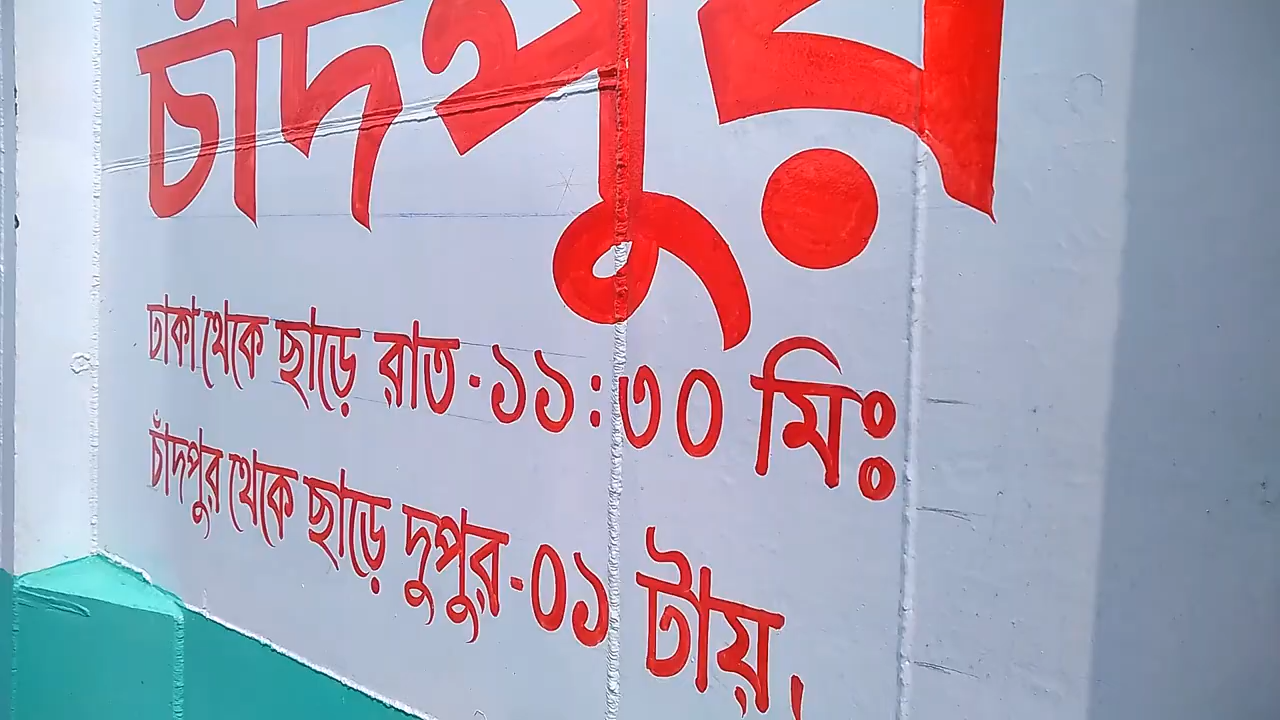 চাঁদপুর
ঢাকা থেকে ছাড়ে রাত - ১১:৩০ মিঃ
চাঁদপুর থেকে ছাড়ে দুপুর - ০১ টায়,